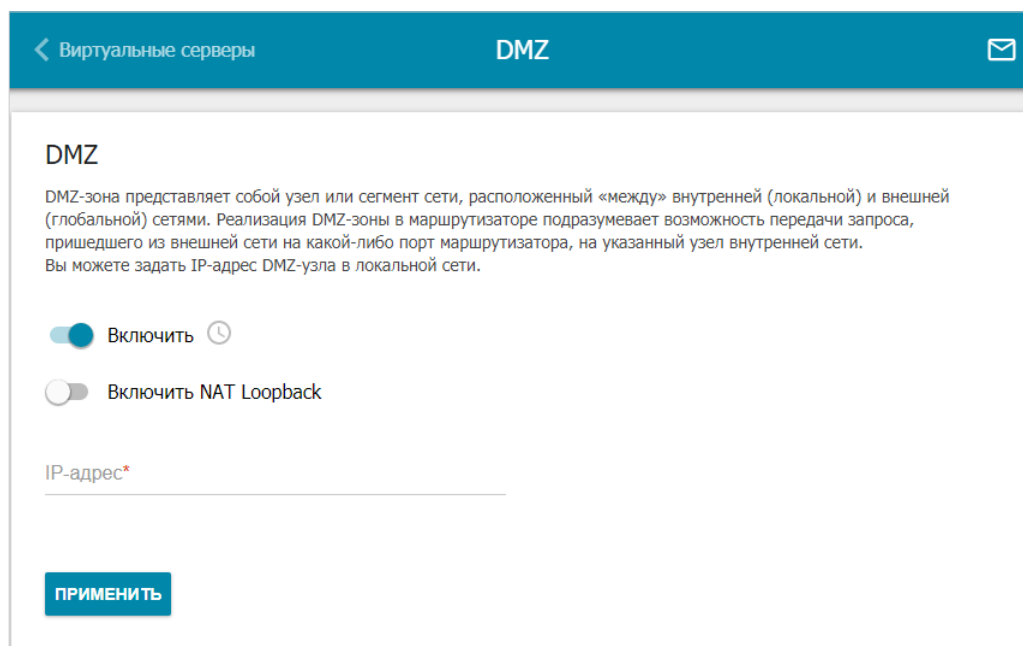 Виртуальные серверы
DMZ
DMZ
DMZ-зона представляет собой узел или сегмент сети, расположенный «между» внутренней (локальной) и внешней
(глобальной) сетями. Реализация DMZ-зоны в маршрутизаторе подразумевает возможность передачи запроса,
пришедшего из внешней сети на какой-либо порт маршрутизатора, на указанный узел внутренней сети.
Вы можете задать IP-адрес DMZ-узла в локальной сети.
Включить
Включить NAT Loopback
IP-адрес*
ПРИМЕНИТЬ